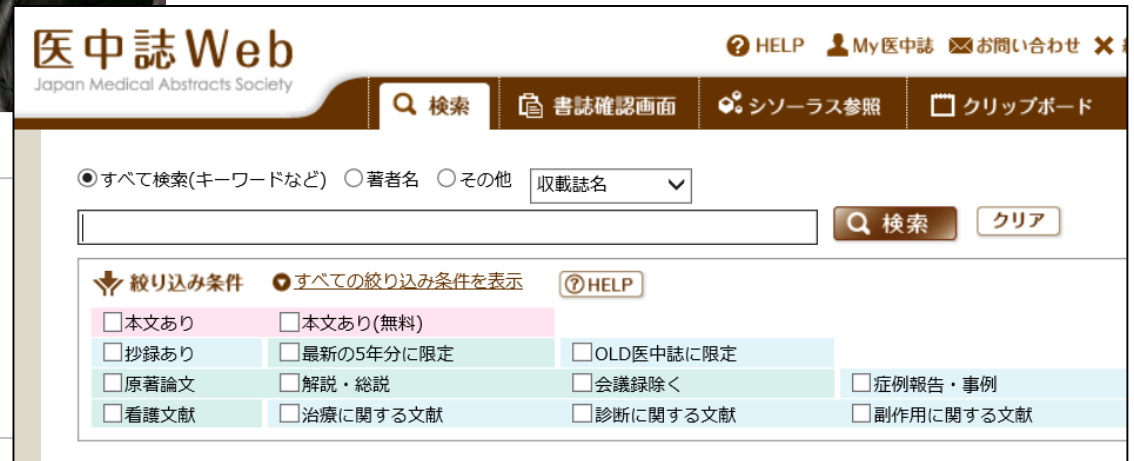 医中誌Web
Japan Medical Abstracts Society
HELP My医中誌 お問い合わせ
検索 書誌確認画面 シソーラス参照 クリップボード
すべて検索(キーワードなど) 著者名 その他 収載誌名
検索 クリア
絞り込み条件 すべての絞り込み条件を表示 HELP
本文あり 本文あり(無料)
抄録あり 最新の5年分に限定 OLD医中誌に限定
原著論文 解説・総説 会議録除く 症例報告・事例
看護文献 治療に関する文献 診断に関する文献 副作用に関する文献